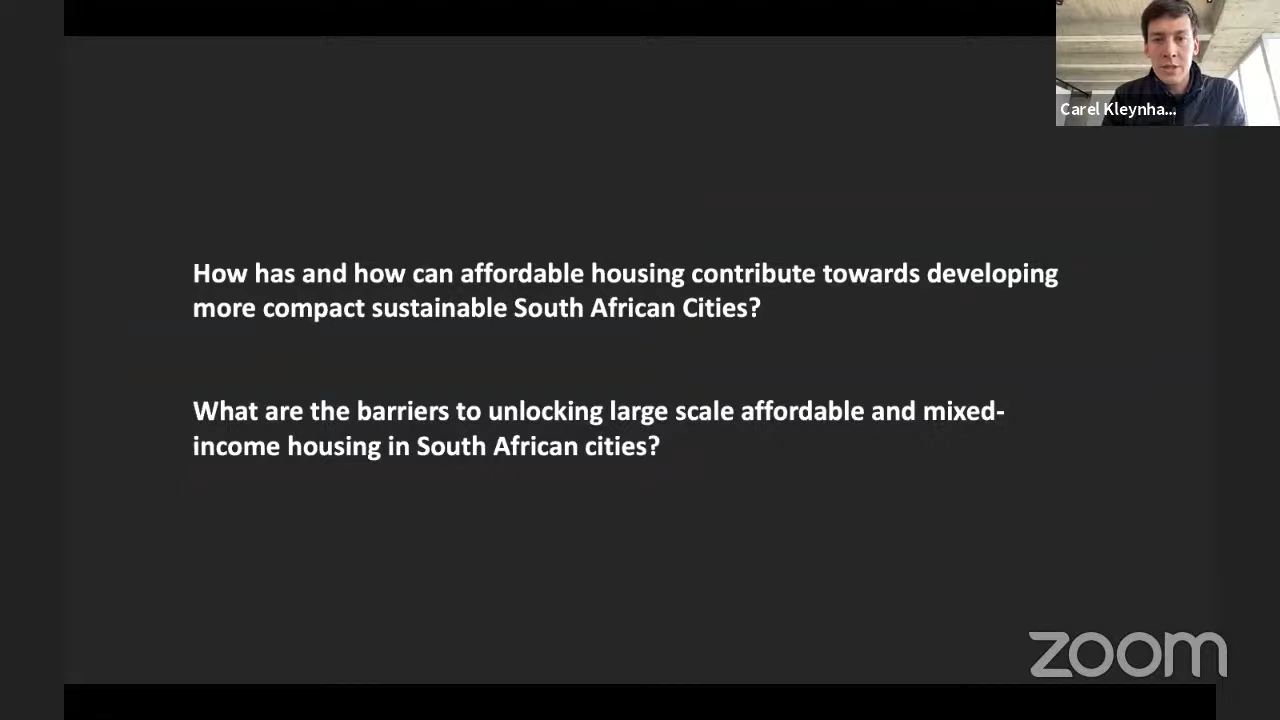 Carel Kleynha...
How has and how can affordable housing contribute towards developing
more compact sustainable South African Cities?
What are the barriers to unlocking large scale affordable and mixed-
income housing in South African cities?
zoom